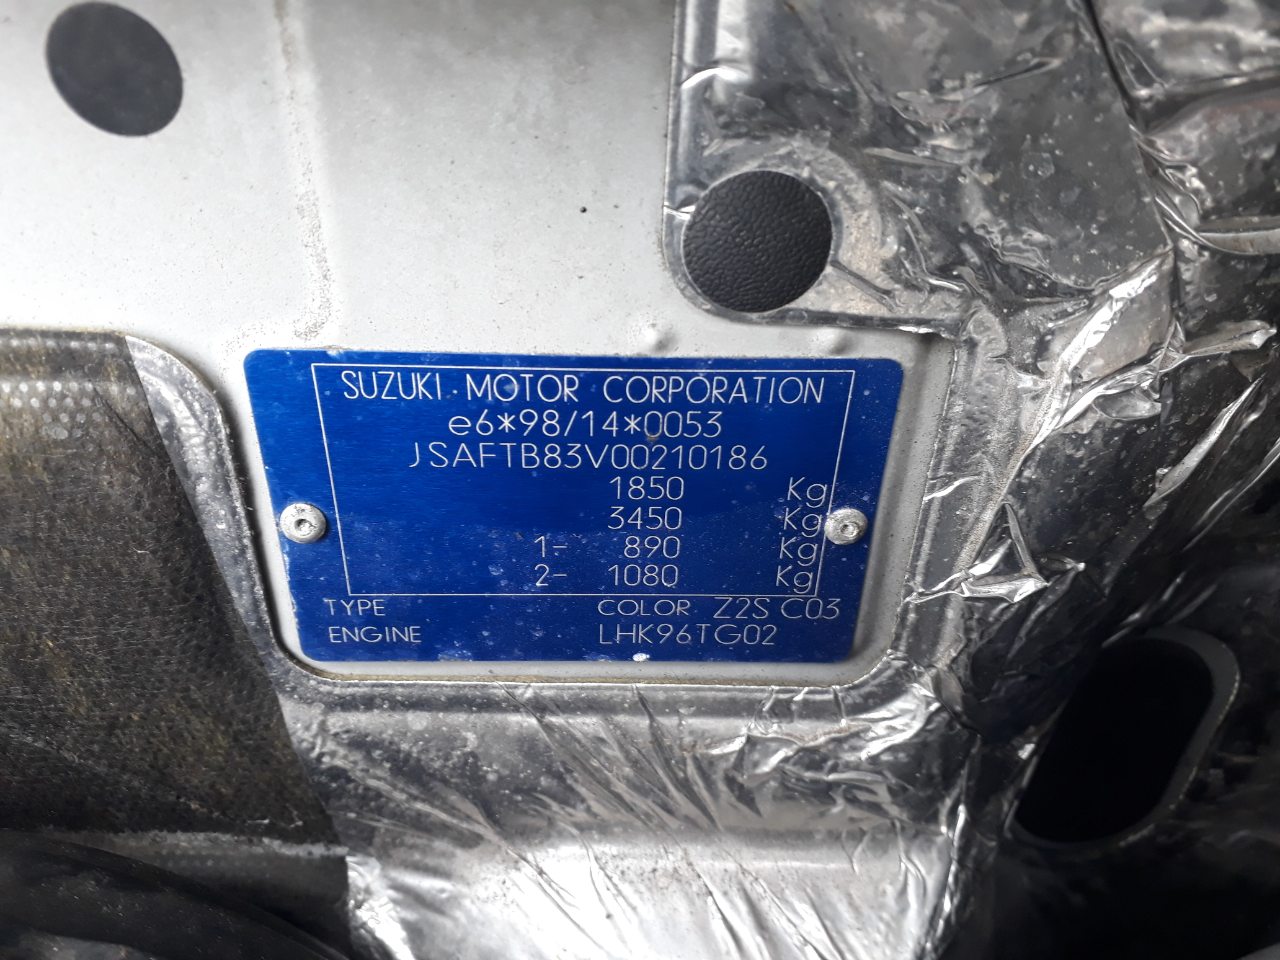 SUZUKI MOTOR CORPORATION
e6*98/14*0053
JSAFTB83V00210186
1850 Kg
3450 Kg
1- 890 Kg
2- 1080 Kg
TYPE COLOR Z2S C03
ENGINE LHK96TG02